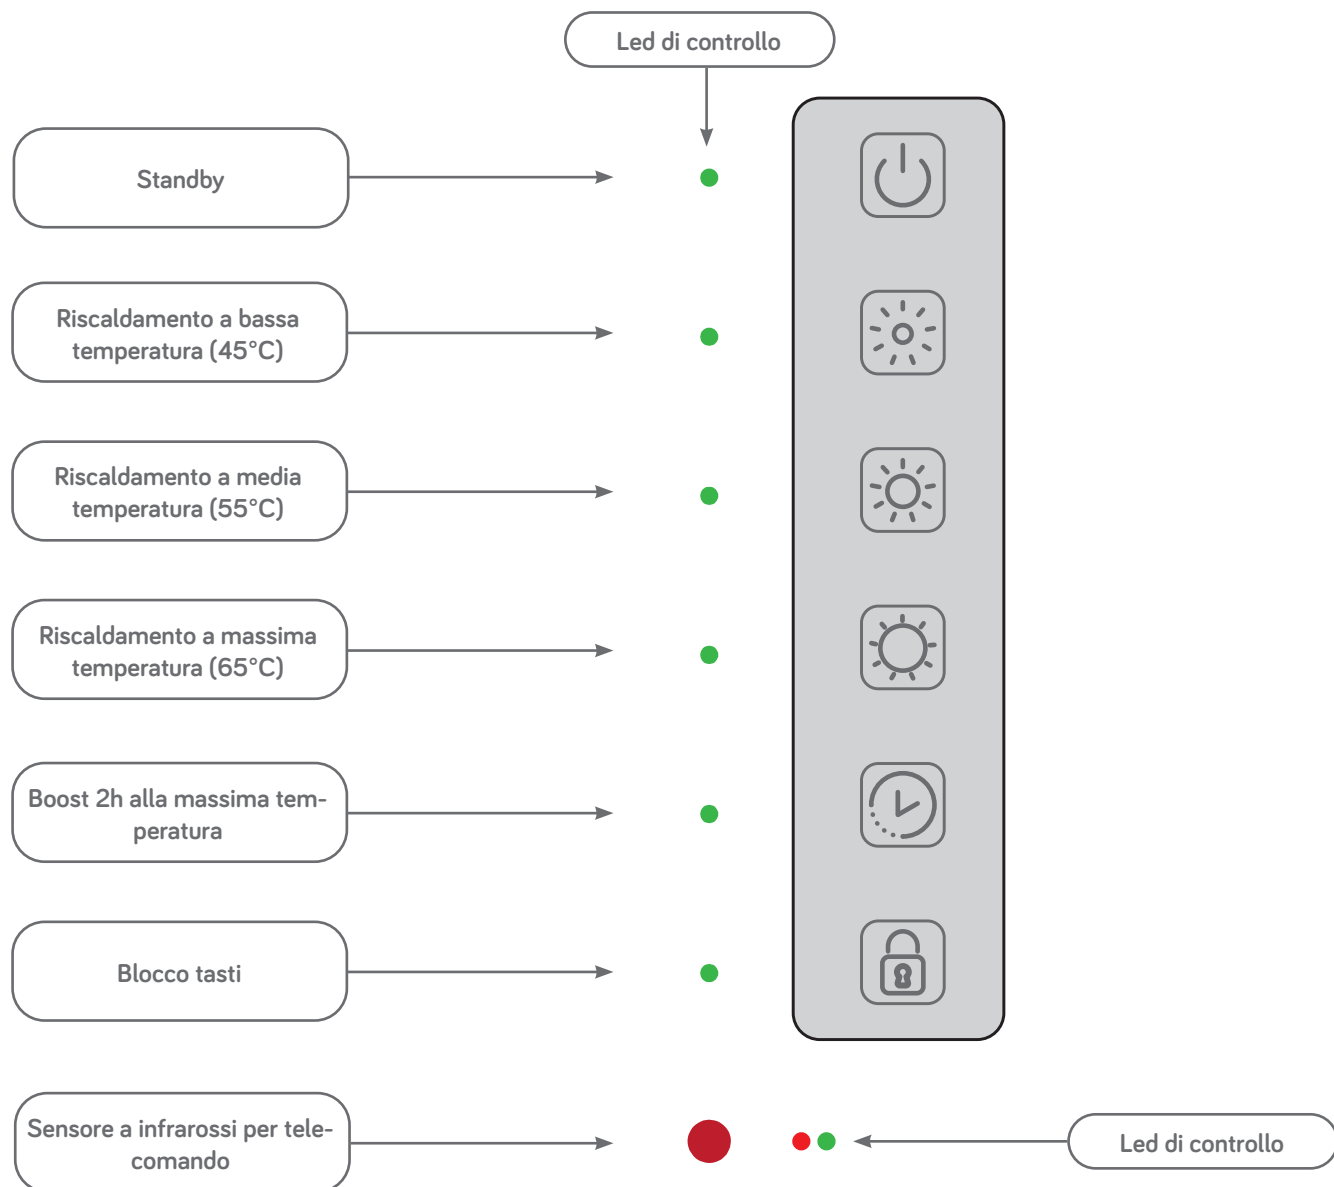 Led di controllo
Standby
Riscaldamento a bassa
temperatura (45°C)
Riscaldamento a media
temperatura (55°C)
Riscaldamento a massima
temperatura (65°C)
Boost 2h alla massima tem-
peratura
Blocco tasti
Sensore a infrarossi per tele-
comando
Led di controllo